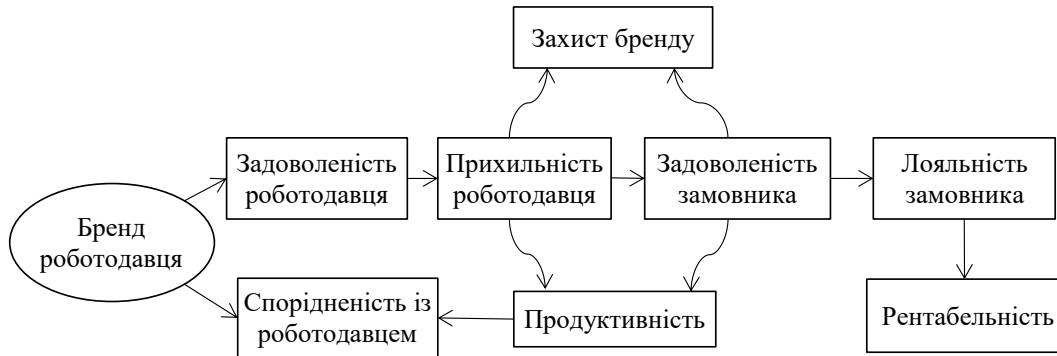 Захист бренду
Задоволеність
роботодавця
Прихильність
роботодавця
Задоволеність
замовника
Лояльність
замовника
Бренд
роботодавця
Спорідненість із
роботодавцем
Продуктивність
Рентабельність